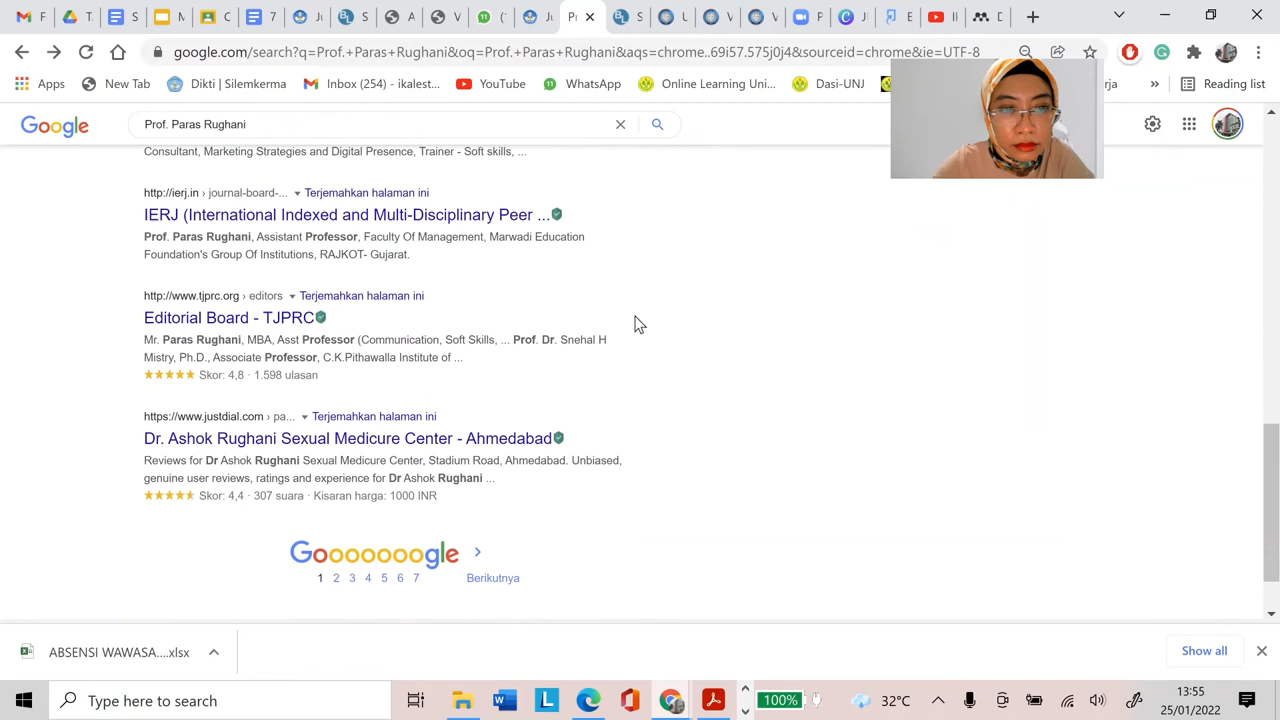 google.com/search?q=Prof.+Paras+Rughani&oq=Prof.+Paras+Rughani&aqs=chrome..69i57.575j0j4&sourceid=chrome&ie=UTF-8
Apps
New Tab
Dikti | Silemkerma
Inbox (254) - ikalest...
YouTube
WhatsApp
Online Learning Uni...
Dasi-UNJ
rja
»
Reading list
Google
Prof. Paras Rughani
Consultant, Marketing Strategies and Digital Presence, Trainer - Soft skills, ...
http://ierj.in › journal-board-... Terjemahkan halaman ini
IERJ (International Indexed and Multi-Disciplinary Peer ...
Prof. Paras Rughani, Assistant Professor, Faculty Of Management, Marwadi Education
Foundation's Group Of Institutions, RAJKOT- Gujarat.
http://www.tjprc.org › editors Terjemahkan halaman ini
Editorial Board - TJPRC
Mr. Paras Rughani, MBA, Asst Professor (Communication, Soft Skills, ... Prof. Dr. Snehal H
Mistry, Ph.D., Associate Professor, C.K.Pithawalla Institute of ...
Skor: 4,8 · 1.598 ulasan
https://www.justdial.com › pa... Terjemahkan halaman ini
Dr. Ashok Rughani Sexual Medicure Center - Ahmedabad
Reviews for Dr Ashok Rughani Sexual Medicure Center, Stadium Road, Ahmedabad. Unbiased,
genuine user reviews, ratings and experience for Dr Ashok Rughani ...
Skor: 4,4 · 307 suara · Kisaran harga: 1000 INR
Goooooooogle
1 2 3 4 5 6 7 Berikutnya
ABSENSI WAWASA....xlsx
Show all
Type here to search
100%
32°C
13:55
25/01/2022